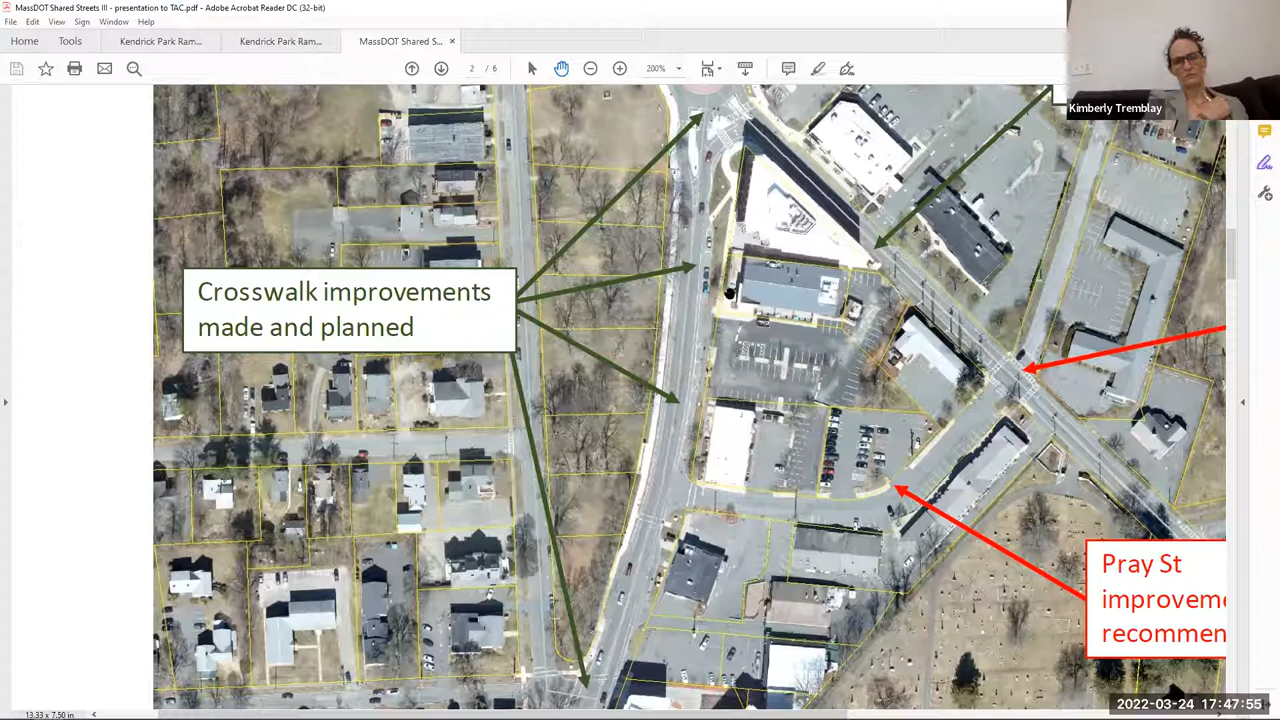 MassDOT Shared Streets III - presentation to TAC.pdf - Adobe Acrobat Reader DC (32-bit)
File Edit View Sign Window Help
Home Tools Kendrick Park Ram... Kendrick Park Ram... MassDOT Shared S... ×
2 / 6 200%
Kimberly Tremblay
Crosswalk improvements
made and planned
Pray St
improveme
recommen
2022-03-24 17:47:55
13.33 x 7.50 in